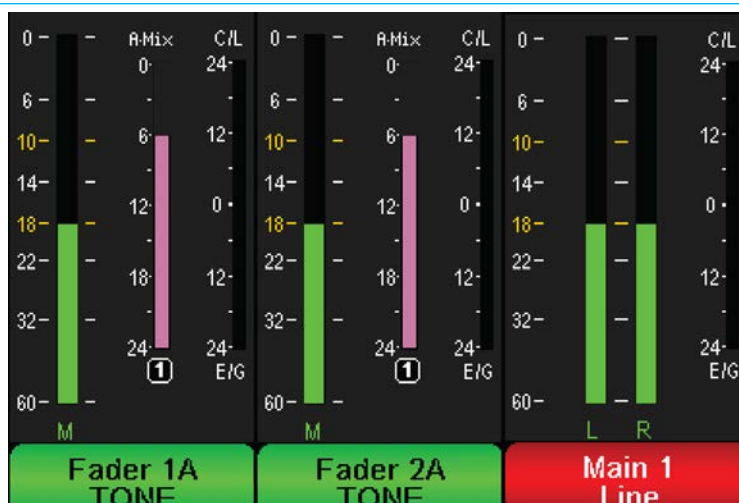 0 A-Mix C/L 0 A-Mix C/L 0 C/L
0 24 0 24 24
6 6 6
10 6 12 10 6 12 10 12
14 14 14
12 0 12 0 0
18 18 18
22 18 12 22 18 12 22 12
32 32 32
24 24 24 24 24
1 E/G 1 E/G E/G
60 60 60
M M L R
Fader 1A Fader 2A Main 1
TONE TONE Line